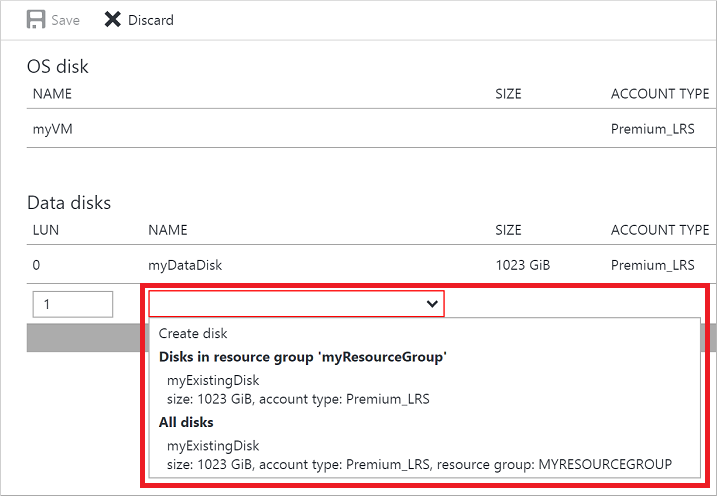 Save Discard
OS disk
NAME SIZE ACCOUNT TYPE
myVM Premium_LRS
Data disks
LUN NAME SIZE ACCOUNT TYPE
0 myDataDisk 1023 GiB Premium_LRS
1
Create disk
Disks in resource group 'myResourceGroup'
myExistingDisk
size: 1023 GiB, account type: Premium_LRS
All disks
myExistingDisk
size: 1023 GiB, account type: Premium_LRS, resource group: MYRESOURCEGROUP